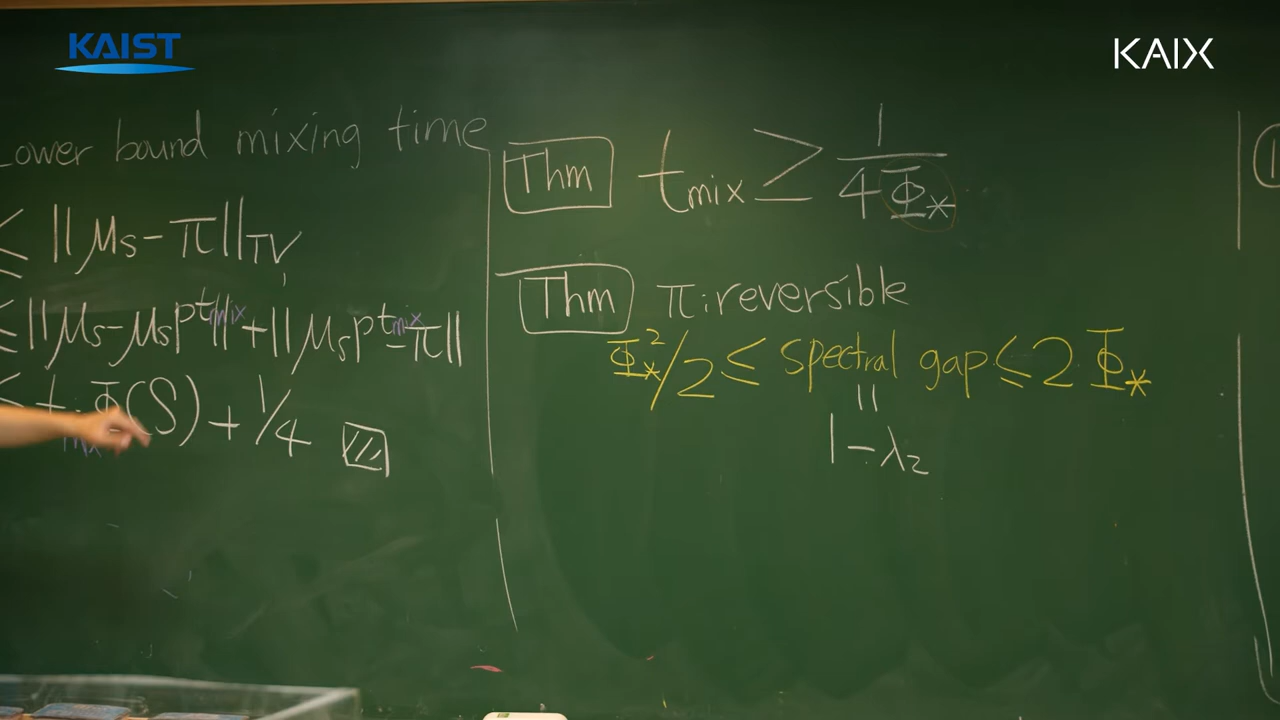 KAIST
KAIX
Lower bound mixing time
≤ ||μs - π||TV
≤ ||μs - μsP^tmix|| + ||μsP^tmix - π||
≤ tmix Φ(S) + 1/4
Thm tmix ≥ 1/4Φ*
Thm π: reversible
Φ*²/2 ≤ spectral gap ≤ 2Φ*
||
1-λ2